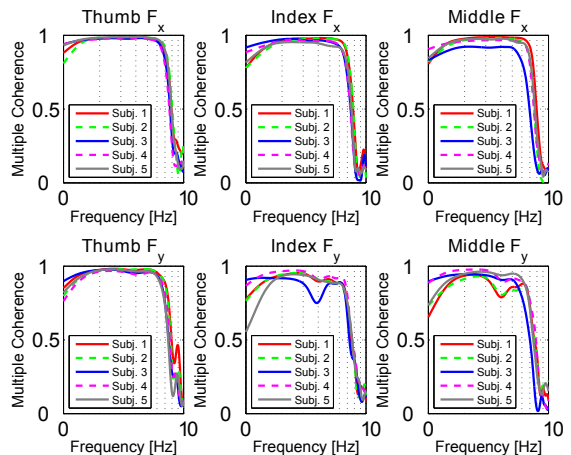 Thumb Fx
Index Fx
Middle Fx
Multiple Coherence
1
0.5
0
Subj. 1
Subj. 2
Subj. 3
Subj. 4
Subj. 5
0
10
Frequency [Hz]
Multiple Coherence
1
0.5
0
Subj. 1
Subj. 2
Subj. 3
Subj. 4
Subj. 5
0
10
Frequency [Hz]
Multiple Coherence
1
0.5
0
Subj. 1
Subj. 2
Subj. 3
Subj. 4
Subj. 5
0
10
Frequency [Hz]
Thumb Fy
Index Fy
Middle Fy
Multiple Coherence
1
0.5
0
Subj. 1
Subj. 2
Subj. 3
Subj. 4
Subj. 5
0
10
Frequency [Hz]
Multiple Coherence
1
0.5
0
Subj. 1
Subj. 2
Subj. 3
Subj. 4
Subj. 5
0
10
Frequency [Hz]
Multiple Coherence
1
0.5
0
Subj. 1
Subj. 2
Subj. 3
Subj. 4
Subj. 5
0
10
Frequency [Hz]